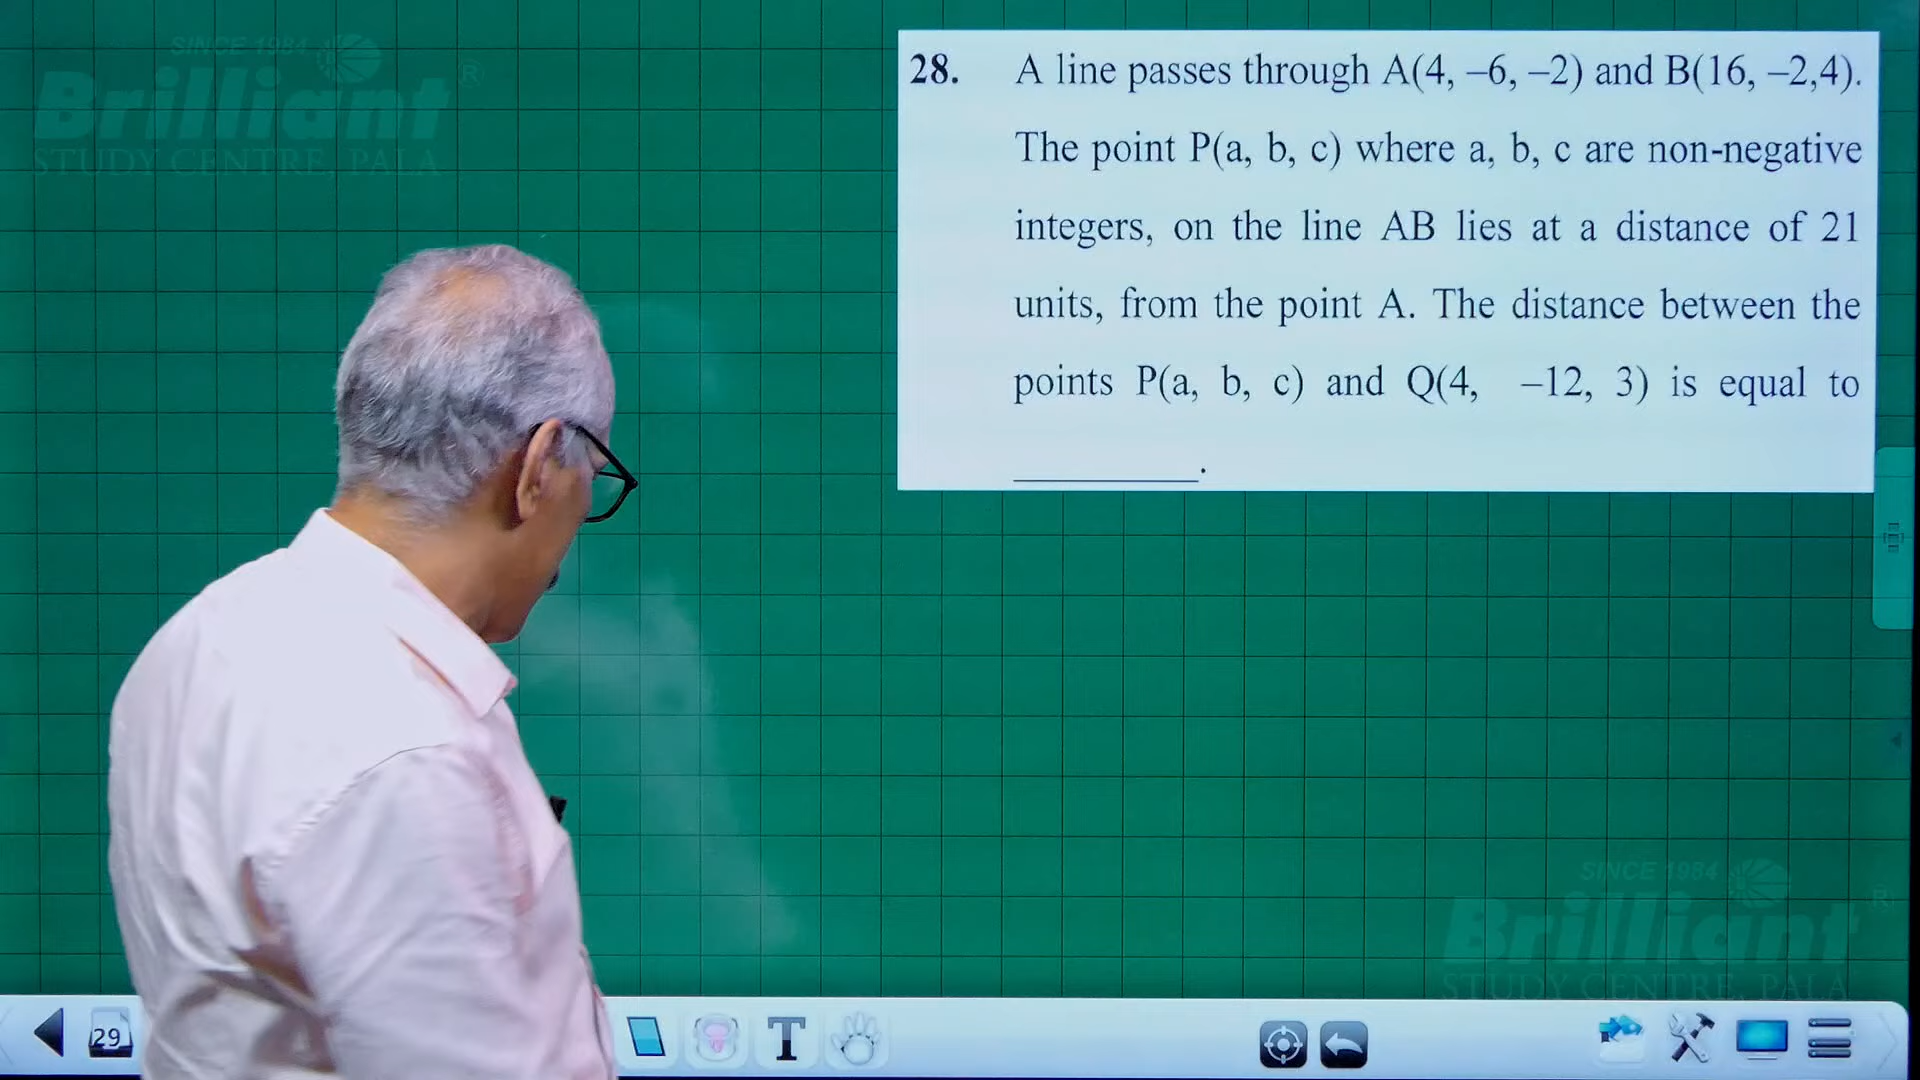 SINCE 1984
Brilliant ®
STUDY CENTRE, PALA
28. A line passes through A(4, –6, –2) and B(16, –2,4).
The point P(a, b, c) where a, b, c are non-negative
integers, on the line AB lies at a distance of 21
units, from the point A. The distance between the
points P(a, b, c) and Q(4, –12, 3) is equal to
__________.
SINCE 1984
Brilliant ®
STUDY CENTRE, PALA
29
T